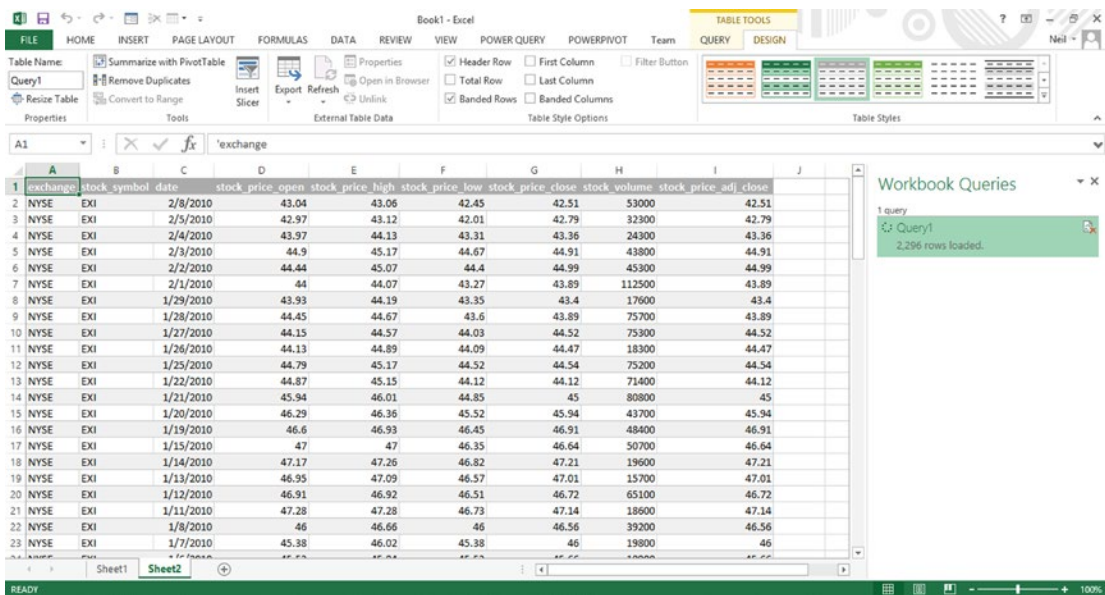 Book1 - Excel
TABLE TOOLS
FILE HOME INSERT PAGE LAYOUT FORMULAS DATA REVIEW VIEW POWER QUERY POWERPIVOT Team QUERY DESIGN Neil
Table Name:
Query1
Resize Table
Properties
Summarize with PivotTable
Remove Duplicates
Convert to Range
Tools
Insert Slicer
Export Refresh
Properties
Open in Browser
Unlink
External Table Data
Header Row First Column Filter Button
Total Row Last Column
Banded Rows Banded Columns
Table Style Options
Table Styles
A1 fx 'exchange
A B C D E F G H I J
1 exchange stock_symbol date stock_price_open stock_price_high stock_price_low stock_price_close stock_volume stock_price_adj_close
2 NYSE EXI 2/8/2010 43.04 43.06 42.45 42.51 53000 42.51
3 NYSE EXI 2/5/2010 42.97 43.12 42.01 42.79 32300 42.79
4 NYSE EXI 2/4/2010 43.97 44.13 43.31 43.36 24300 43.36
5 NYSE EXI 2/3/2010 44.9 45.17 44.67 44.91 43800 44.91
6 NYSE EXI 2/2/2010 44.44 45.07 44.4 44.99 45300 44.99
7 NYSE EXI 2/1/2010 44 44.07 43.27 43.89 112500 43.89
8 NYSE EXI 1/29/2010 43.93 44.19 43.35 43.4 17600 43.4
9 NYSE EXI 1/28/2010 44.45 44.67 43.6 43.89 75700 43.89
10 NYSE EXI 1/27/2010 44.15 44.57 44.03 44.52 75300 44.52
11 NYSE EXI 1/26/2010 44.13 44.89 44.09 44.47 18300 44.47
12 NYSE EXI 1/25/2010 44.79 45.17 44.52 44.54 75200 44.54
13 NYSE EXI 1/22/2010 44.87 45.15 44.12 44.12 71400 44.12
14 NYSE EXI 1/21/2010 45.94 46.01 44.85 45 80800 45
15 NYSE EXI 1/20/2010 46.29 46.36 45.52 45.94 43700 45.94
16 NYSE EXI 1/19/2010 46.6 46.93 46.45 46.91 48400 46.91
17 NYSE EXI 1/15/2010 47 47 46.35 46.64 50700 46.64
18 NYSE EXI 1/14/2010 47.17 47.26 46.82 47.21 19600 47.21
19 NYSE EXI 1/13/2010 46.95 47.09 46.57 47.01 15700 47.01
20 NYSE EXI 1/12/2010 46.91 46.92 46.51 46.72 65100 46.72
21 NYSE EXI 1/11/2010 47.28 47.28 46.73 47.14 18600 47.14
22 NYSE EXI 1/8/2010 46 46.66 46 46.56 39200 46.56
23 NYSE EXI 1/7/2010 45.38 46.02 45.38 46 19800 46
Workbook Queries
1 query
Query1
2,296 rows loaded.
Sheet1 Sheet2
READY 100%